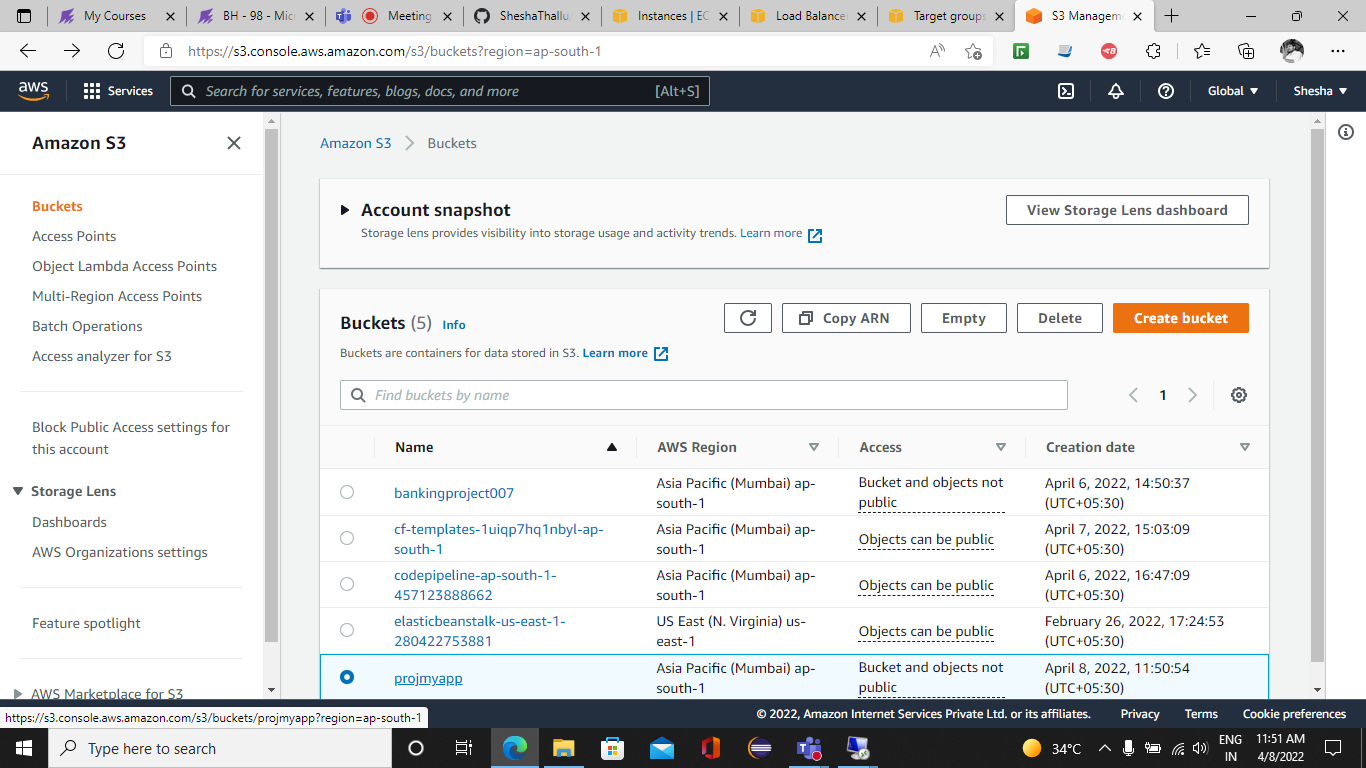 My Courses
BH - 98 - Mic
Meeting
SheshaThallu
Instances | EC
Load Balance
Target groups
S3 Managem
https://s3.console.aws.amazon.com/s3/buckets?region=ap-south-1
aws
Services
Search for services, features, blogs, docs, and more
[Alt+S]
Global
Shesha
Amazon S3
Buckets
Access Points
Object Lambda Access Points
Multi-Region Access Points
Batch Operations
Access analyzer for S3
Block Public Access settings for
this account
Storage Lens
Dashboards
AWS Organizations settings
Feature spotlight
AWS Marketplace for S3
Amazon S3 > Buckets
Account snapshot
View Storage Lens dashboard
Storage lens provides visibility into storage usage and activity trends. Learn more
Buckets (5) Info
Copy ARN
Empty
Delete
Create bucket
Buckets are containers for data stored in S3. Learn more
Find buckets by name
1
Name AWS Region Access Creation date
bankingproject007
Asia Pacific (Mumbai) ap-
south-1
Bucket and objects not
public
April 6, 2022, 14:50:37
(UTC+05:30)
cf-templates-1uiqp7hq1nbyl-ap-
south-1
Asia Pacific (Mumbai) ap-
south-1
Objects can be public
April 7, 2022, 15:03:09
(UTC+05:30)
codepipeline-ap-south-1-
457123888662
Asia Pacific (Mumbai) ap-
south-1
Objects can be public
April 6, 2022, 16:47:09
(UTC+05:30)
elasticbeanstalk-us-east-1-
280422753881
US East (N. Virginia) us-
east-1
Objects can be public
February 26, 2022, 17:24:53
(UTC+05:30)
projmyapp
Asia Pacific (Mumbai) ap-
south-1
Bucket and objects not
public
April 8, 2022, 11:50:54
(UTC+05:30)
https://s3.console.aws.amazon.com/s3/buckets/projmyapp?region=ap-south-1
© 2022, Amazon Internet Services Private Ltd. or its affiliates.
Privacy
Terms
Cookie preferences
Type here to search
34°C
ENG
IN
11:51 AM
4/8/2022